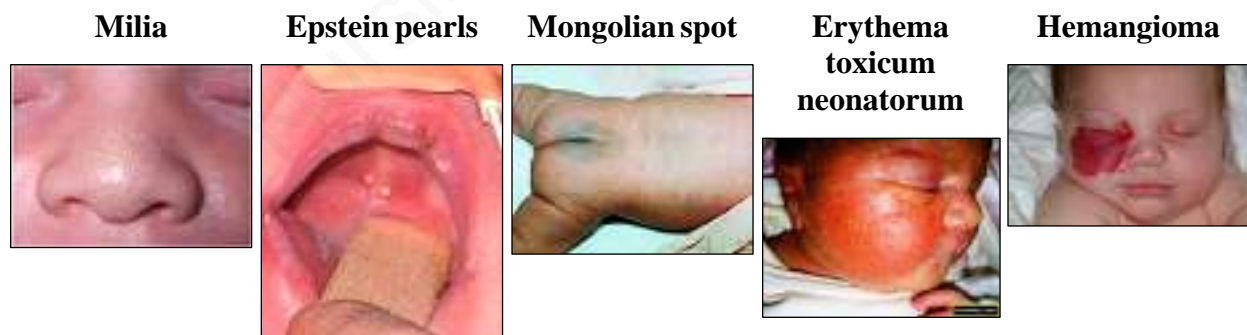 Milia
Epstein pearls
Mongolian spot
Erythema
toxicum
neonatorum
Hemangioma